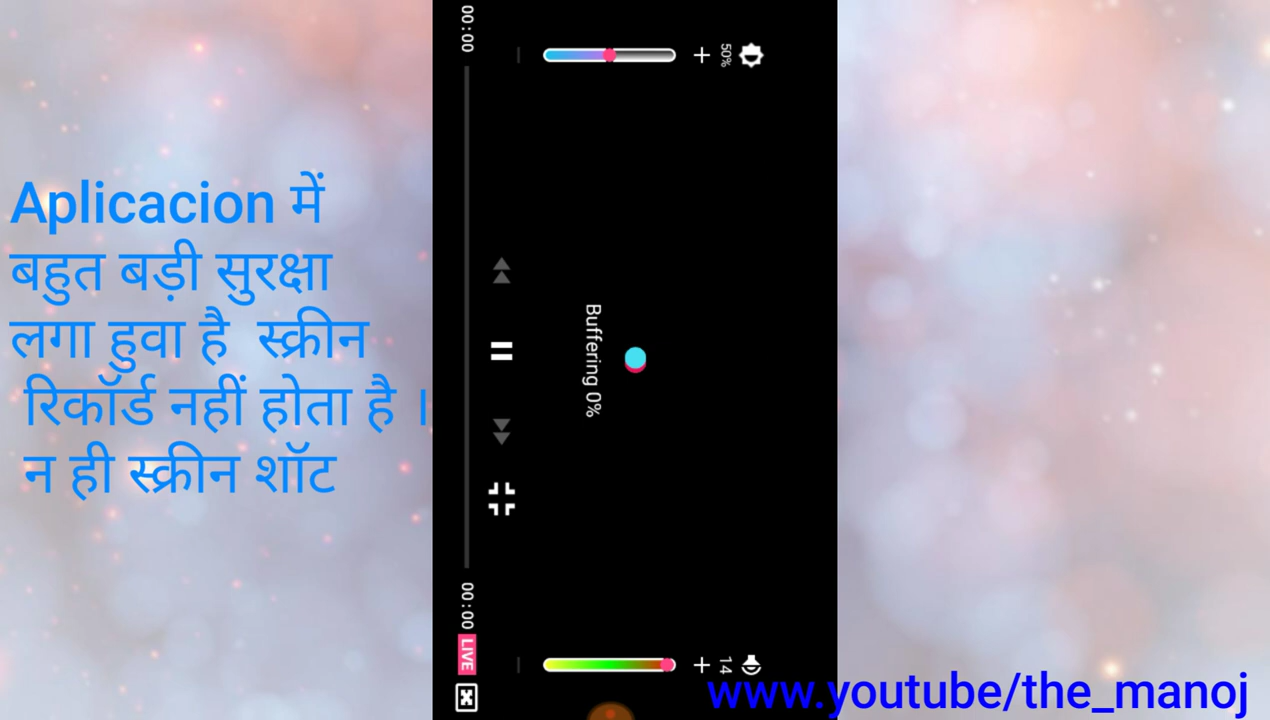 Aplicacion में
बहुत बड़ी सुरक्षा
लगा हुवा है स्क्रीन
रिकॉर्ड नहीं होता है ।
न ही स्क्रीन शॉट
50%
00:00
Buffering 0%
00:00 LIVE
14
www.youtube/the_manoj